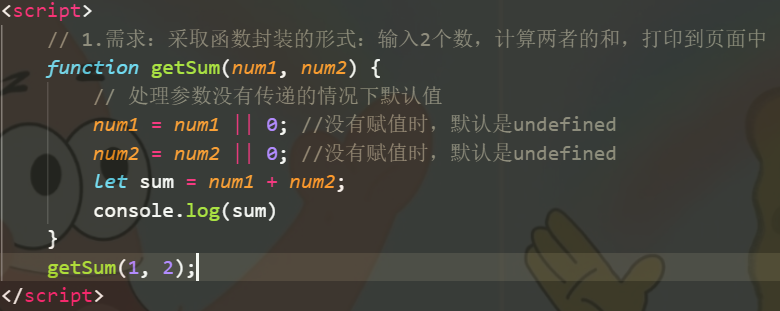 <script>
// 1.需求：采取函数封装的形式：输入2个数，计算两者的和，打印到页面中
function getSum(num1, num2) {
// 处理参数没有传递的情况下默认值
num1 = num1 || 0; //没有赋值时，默认是undefined
num2 = num2 || 0; //没有赋值时，默认是undefined
let sum = num1 + num2;
console.log(sum)
}
getSum(1, 2);
</script>